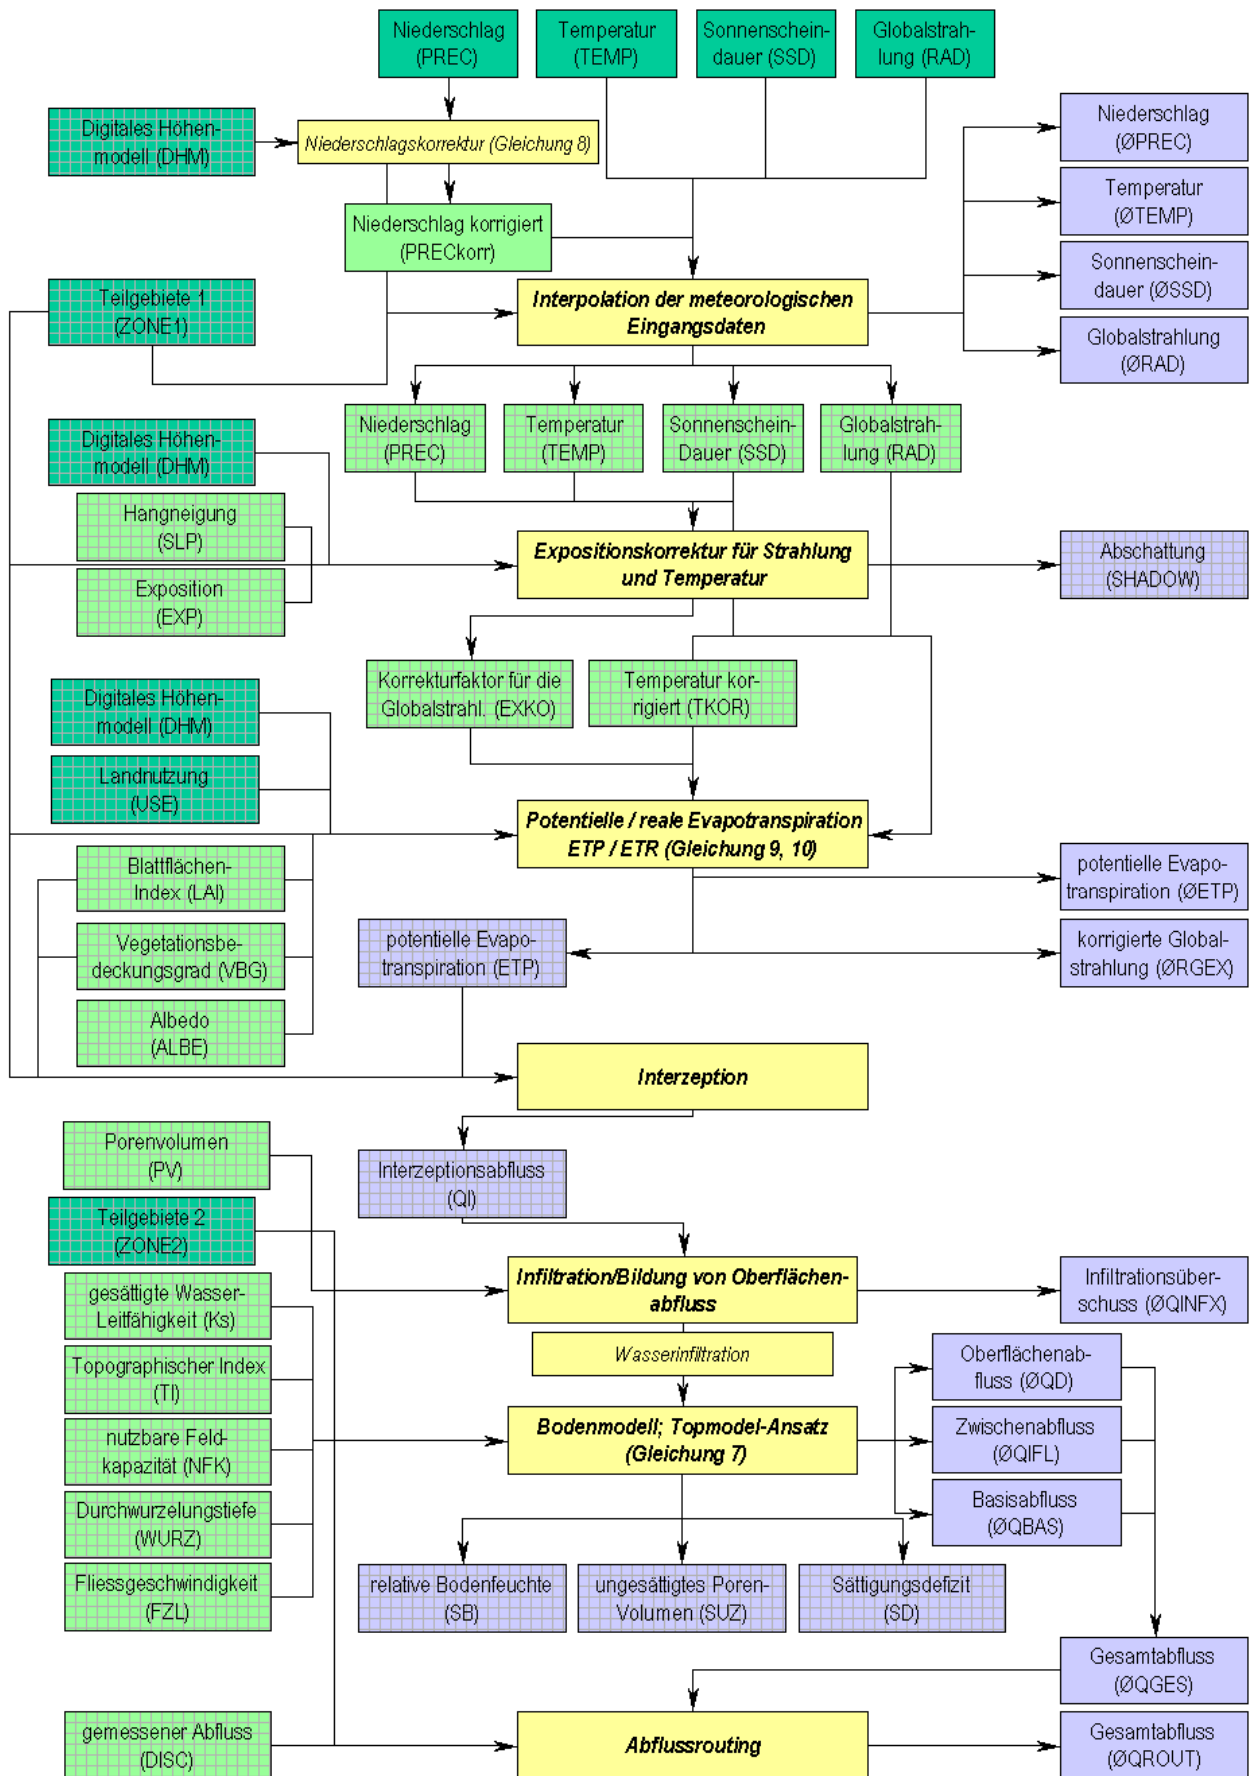 Niederschlag
(PREC)
Temperatur
(TEMP)
Sonnenschein-
dauer (SSD)
Globalstrah-
lung (RAD)
Digitales Höhen-
modell (DHM)
Niederschlagskorrektur (Gleichung 8)
Niederschlag
(ØPREC)
Temperatur
(ØTEMP)
Niederschlag korrigiert
(PRECkorr)
Sonnenschein-
dauer (ØSSD)
Teilgebiete 1
(ZONE1)
Interpolation der meteorologischen
Eingangsdaten
Globalstrahlung
(ØRAD)
Niederschlag
(PREC)
Temperatur
(TEMP)
Sonnenschein-
Dauer (SSD)
Globalstrah-
lung (RAD)
Digitales Höhen-
modell (DHM)
Hangneigung
(SLP)
Exposition
(EXP)
Expositionskorrektur für Strahlung
und Temperatur
Abschattung
(SHADOW)
Korrekturfaktor für die
Globalstrahl. (EXKO)
Temperatur kor-
rigiert (TKOR)
Digitales Höhen-
modell (DHM)
Landnutzung
(USE)
Potentielle / reale Evapotranspiration
ETP / ETR (Gleichung 9, 10)
Blattflächen-
Index (LAI)
potentielle Evapo-
transpiration (ØETP)
Vegetationsbe-
deckungsgrad (VBG)
potentielle Evapo-
transpiration (ETP)
korrigierte Global-
strahlung (ØRGEX)
Albedo
(ALBE)
Interzeption
Porenvolumen
(PV)
Interzeptionsabfluss
(QI)
Teilgebiete 2
(ZONE2)
Infiltration/Bildung von Oberflächen-
abfluss
Infiltrationsüber-
schuss (ØQINFX)
gesättigte Wasser-
Leitfähigkeit (Ks)
Wasserinfiltration
Oberflächenab-
fluss (ØQD)
Topographischer Index
(TI)
Bodenmodell; Topmodel-Ansatz
(Gleichung 7)
Zwischenabfluss
(ØQIFL)
nutzbare Feld-
kapazität (NFK)
Basisabfluss
(ØQBAS)
Durchwurzelungstiefe
(WURZ)
Fliessgeschwindigkeit
(FZL)
relative Bodenfeuchte
(SB)
ungesättigtes Poren-
Volumen (SUZ)
Sättigungsdefizit
(SD)
Gesamtabfluss
(ØQGES)
gemessener Abfluss
(DISC)
Abflussrouting
Gesamtabfluss
(ØQROUT)